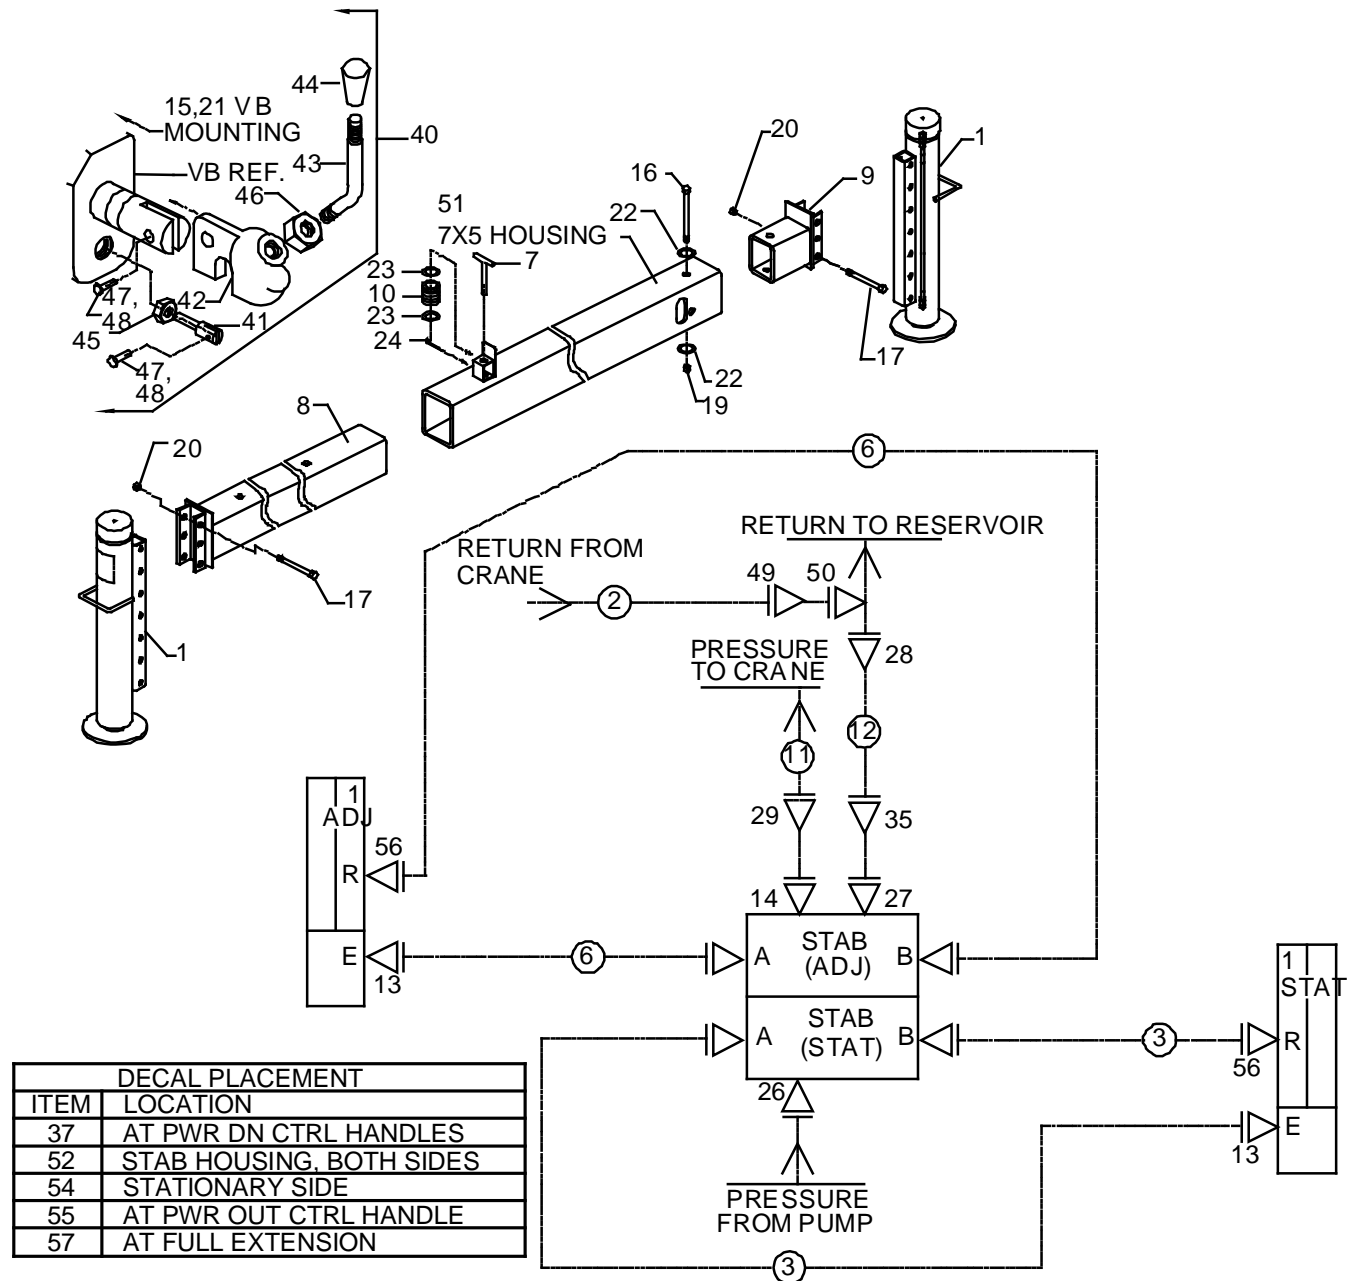 44
15,21 VB
MOUNTING
40
VB REF.
43
46
51
7X5 HOUSING
7
16
22
20
9
1
23
10
23
24
47,
48
42
45
41
47,
48
17
22
19
8
20
17
1
6
RETURN TO RESERVOIR
RETURN FROM
CRANE
2
49
50
28
PRESSURE
TO CRANE
12
11
29
35
1
ADJ
56
R
E
13
6
14
27
A
STAB
(ADJ)
B
A
STAB
(STAT)
B
3
1
STAT
R
56
E
13
26
PRESSURE
FROM PUMP
3
DECAL PLACEMENT
ITEM LOCATION
37 AT PWR DN CTRL HANDLES
52 STAB HOUSING, BOTH SIDES
54 STATIONARY SIDE
55 AT PWR OUT CTRL HANDLE
57 AT FULL EXTENSION